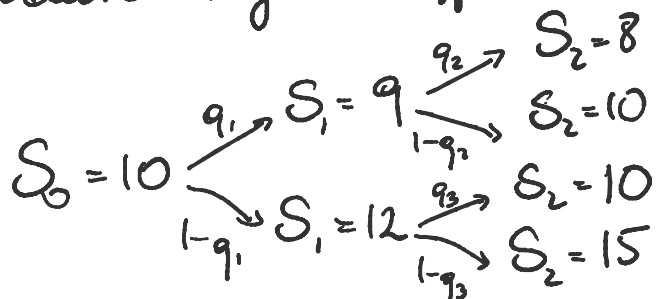 S₂ = 8
q₂
S₁ = 9
q₁
S₂ = 10
1-q₂
S₀ = 10
q₃
S₂ = 10
1-q₁
S₁ = 12
S₂ = 15
1-q₃